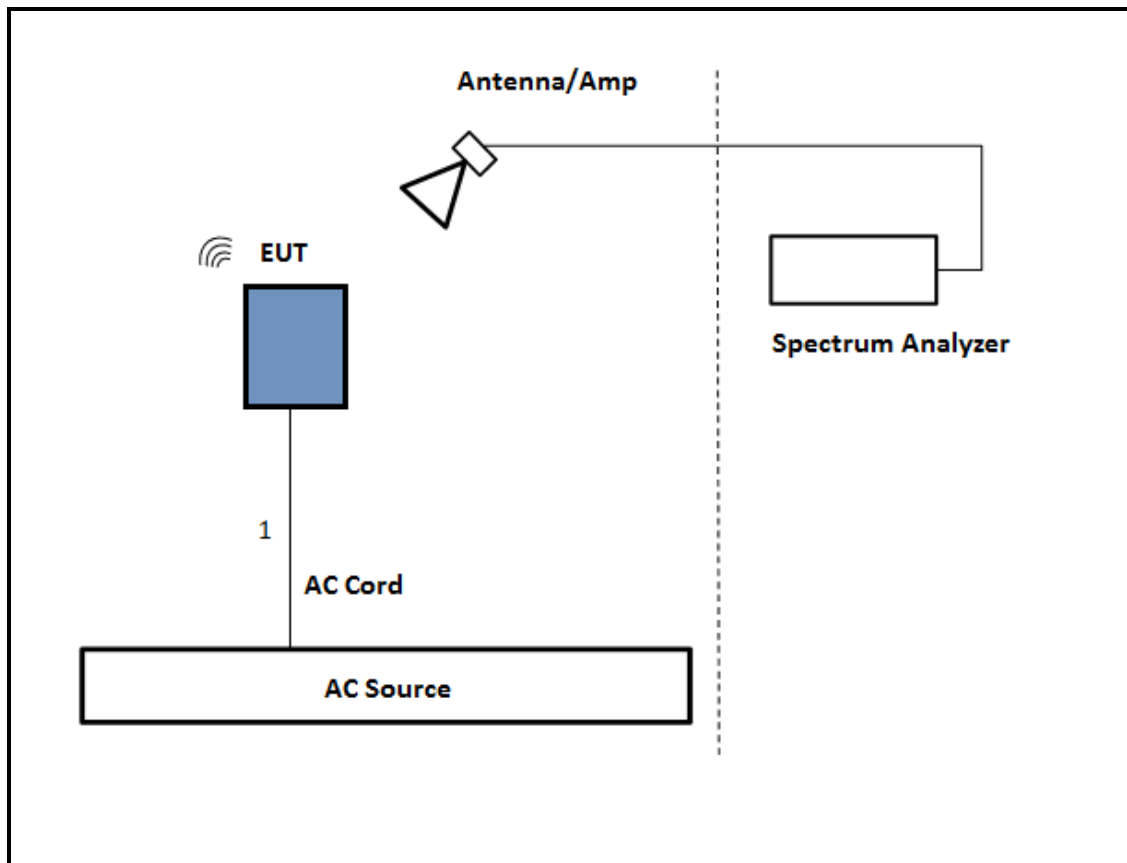 Antenna/Amp
EUT
Spectrum Analyzer
1
AC Cord
AC Source